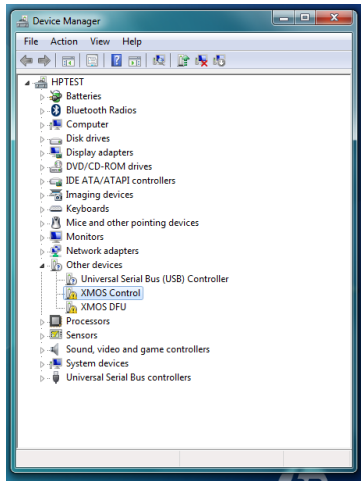 Device Manager
File Action View Help
HPTEST
Batteries
Bluetooth Radios
Computer
Disk drives
Display adapters
DVD/CD-ROM drives
IDE ATA/ATAPI controllers
Imaging devices
Keyboards
Mice and other pointing devices
Monitors
Network adapters
Other devices
Universal Serial Bus (USB) Controller
XMOS Control
XMOS DFU
Processors
Sensors
Sound, video and game controllers
System devices
Universal Serial Bus controllers